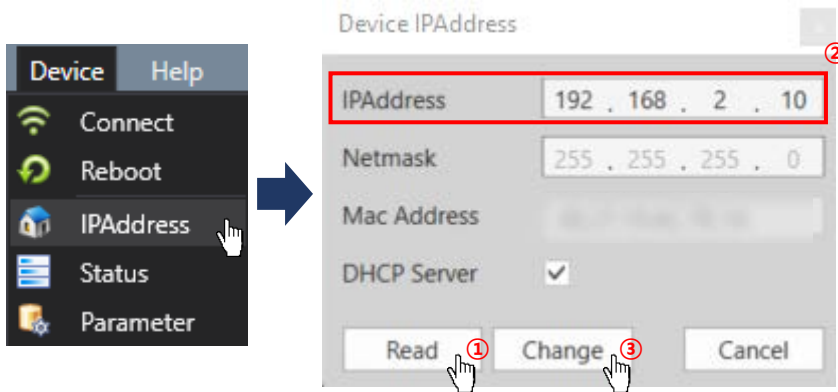 Device Help
Connect
Reboot
IPAddress
Status
Parameter
Device IPAddress
②
IPAddress 192 . 168 . 2 . 10
Netmask 255 . 255 . 255 . 0
Mac Address
DHCP Server
Read ① Change ③ Cancel